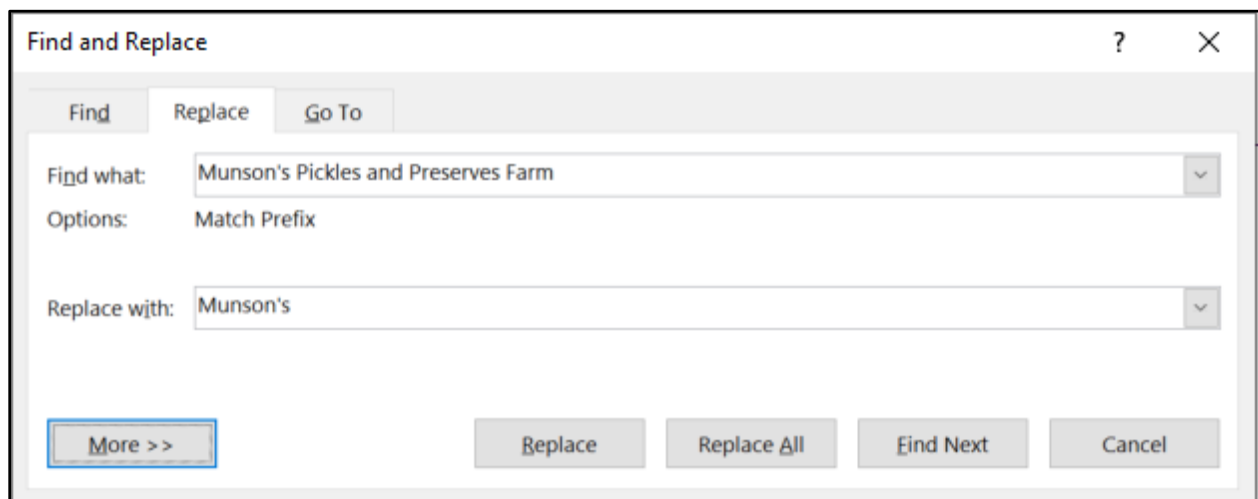 Find and Replace ? X
Find Replace Go To
Find what: Munson's Pickles and Preserves Farm
Options: Match Prefix
Replace with: Munson's
More >> Replace Replace All Find Next Cancel